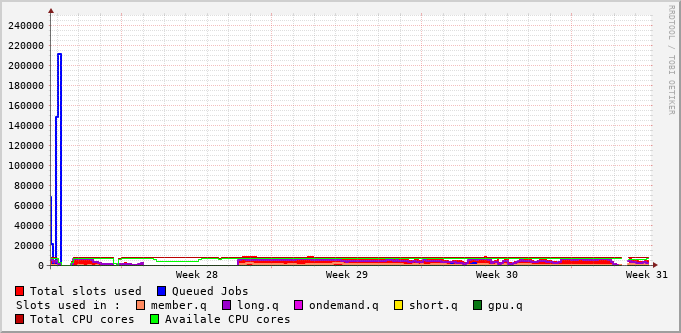 240000
220000
200000
180000
160000
140000
120000
100000
80000
60000
40000
20000
0
Week 28 Week 29 Week 30 Week 31
Total slots used Queued Jobs
Slots used in : member.q long.q ondemand.q short.q gpu.q
Total CPU cores Availale CPU cores
RRDTOOL / TOBI OETIKER